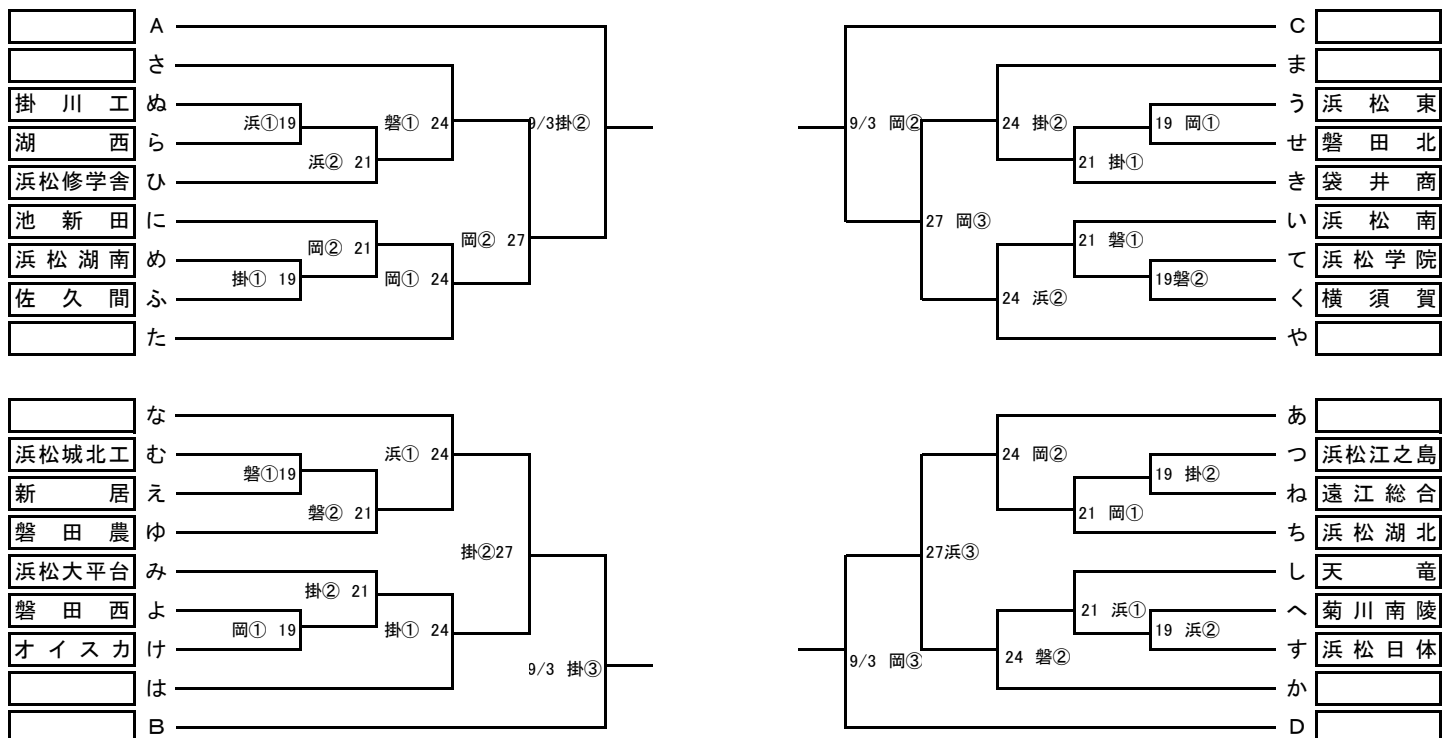 A
さ
掛川工 ぬ
湖西 ら
浜松修学舎 ひ
池新田 に
浜松湖南 め
佐久間 ふ
た
浜①19
浜② 21
磐① 24
岡② 21
掛① 19
岡① 24
岡② 27
9/3掛②
C
ま
う 浜松東
せ 磐田北
き 袋井商
い 浜松南
て 浜松学院
く 横須賀
や
9/3 岡②
24 掛②
19 岡①
21 掛①
27 岡③
21 磐①
19磐②
24 浜②
な
浜松城北工 む
新居 え
磐田農 ゆ
浜松大平台 み
磐田西 よ
オイスカ け
は
B
浜① 24
磐①19
磐② 21
掛②27
掛② 21
岡① 19
掛① 24
9/3 掛③
あ
つ 浜松江之島
ね 遠江総合
ち 浜松湖北
し 天竜
へ 菊川南陵
す 浜松日体
か
D
24 岡②
19 掛②
21 岡①
27浜③
21 浜①
19 浜②
24 磐②
9/3 岡③